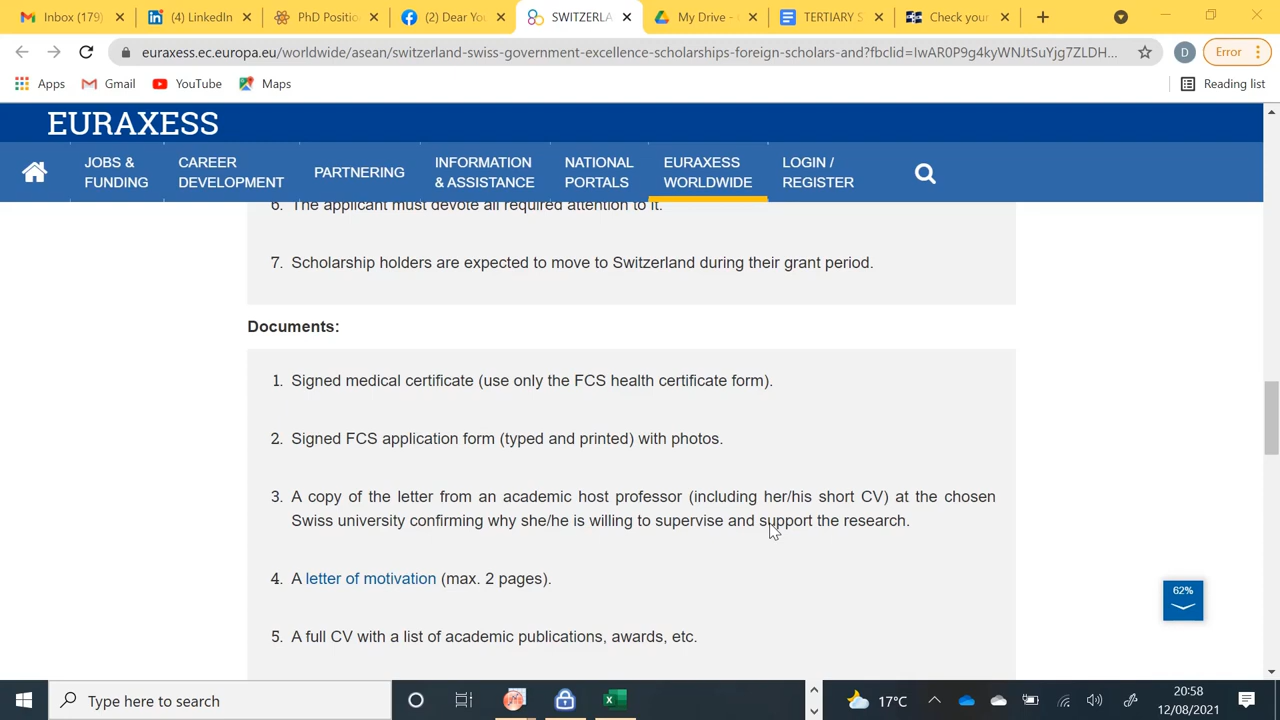 Inbox (179)
(4) LinkedIn
PhD Positio
(2) Dear You
SWITZERLA
My Drive -
TERTIARY S
Check your
euraxess.ec.europa.eu/worldwide/asean/switzerland-swiss-government-excellence-scholarships-foreign-scholars-and?fbclid=IwAR0P9g4kyWNJtSuYjg7ZLDH...
D
Error
Apps
Gmail
YouTube
Maps
Reading list
EURAXESS
JOBS &
FUNDING
CAREER
DEVELOPMENT
PARTNERING
INFORMATION
& ASSISTANCE
NATIONAL
PORTALS
EURAXESS
WORLDWIDE
LOGIN /
REGISTER
6. The applicant must devote all required attention to it.
7. Scholarship holders are expected to move to Switzerland during their grant period.
Documents:
1. Signed medical certificate (use only the FCS health certificate form).
2. Signed FCS application form (typed and printed) with photos.
3. A copy of the letter from an academic host professor (including her/his short CV) at the chosen
Swiss university confirming why she/he is willing to supervise and support the research.
4. A letter of motivation (max. 2 pages).
62%
5. A full CV with a list of academic publications, awards, etc.
Type here to search
17°C
20:58
12/08/2021